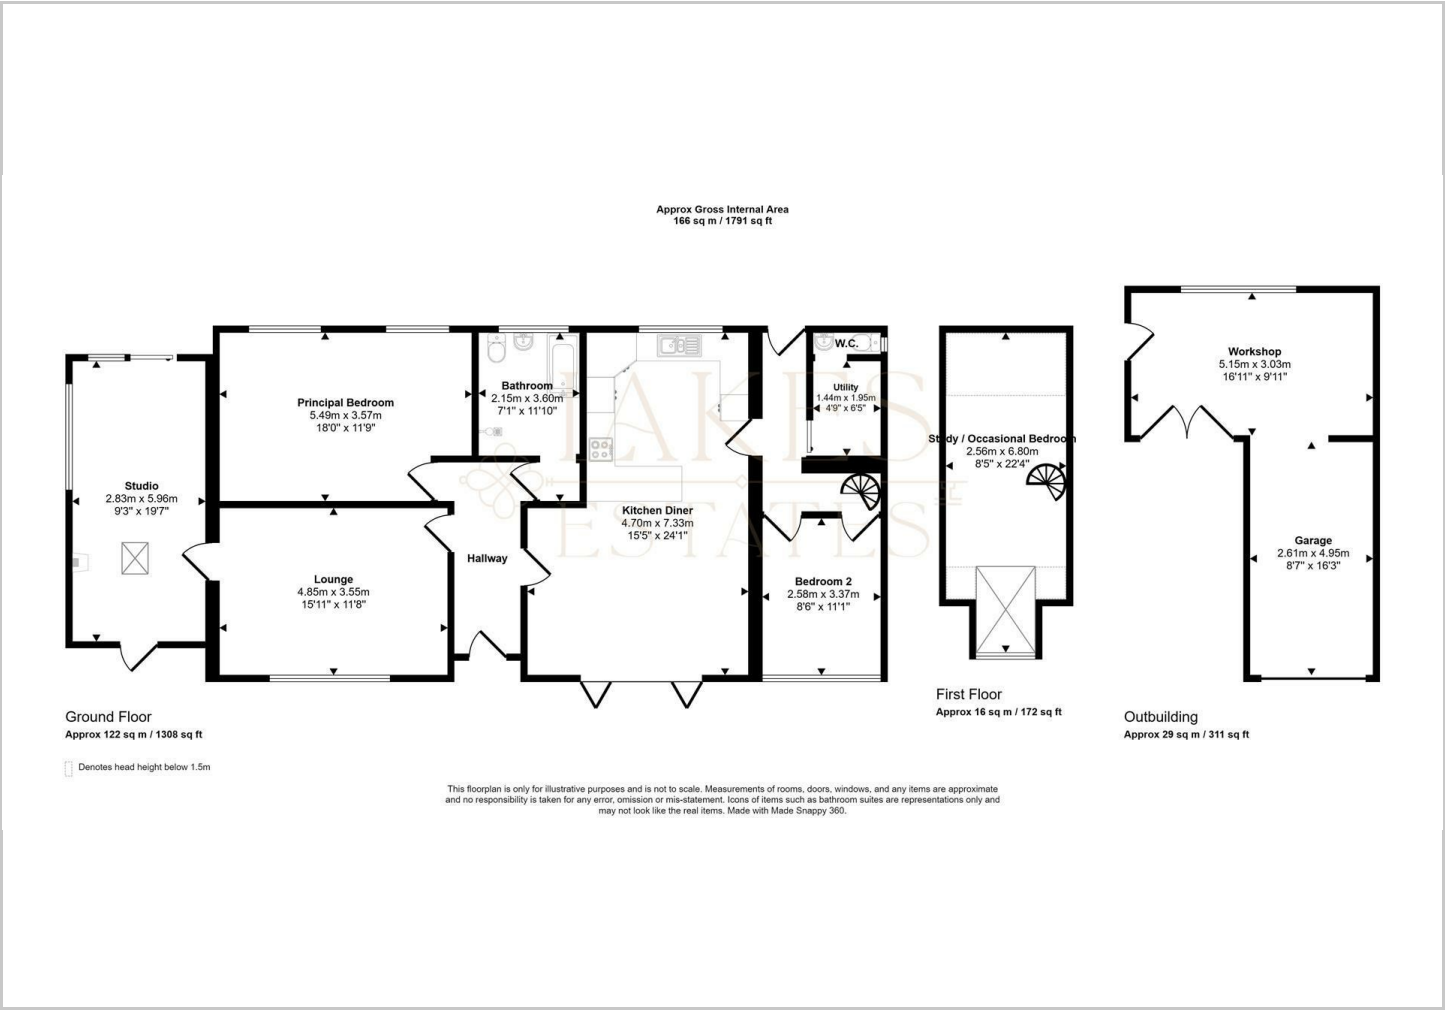 Approx Gross Internal Area
166 sq m / 1791 sq ft
LAKES
ESTATES
Studio
2.83m x 5.96m
9'3" x 19'7"
Principal Bedroom
5.49m x 3.57m
18'0" x 11'9"
Lounge
4.85m x 3.55m
15'11" x 11'8"
Bathroom
2.15m x 3.60m
7'1" x 11'10"
Hallway
Kitchen Diner
4.70m x 7.33m
15'5" x 24'1"
W.C.
Utility
1.44m x 1.95m
4'9" x 6'5"
Bedroom 2
2.58m x 3.37m
8'6" x 11'1"
Study / Occasional Bedroom
2.56m x 6.80m
8'5" x 22'4"
Workshop
5.15m x 3.03m
16'11" x 9'11"
Garage
2.61m x 4.95m
8'7" x 16'3"
Ground Floor
Approx 122 sq m / 1308 sq ft
First Floor
Approx 16 sq m / 172 sq ft
Outbuilding
Approx 29 sq m / 311 sq ft
Denotes head height below 1.5m
This floorplan is only for illustrative purposes and is not to scale. Measurements of rooms, doors, windows, and any items are approximate
and no responsibility is taken for any error, omission or mis-statement. Icons of items such as bathroom suites are representations only and
may not look like the real items. Made with Made Snappy 360.